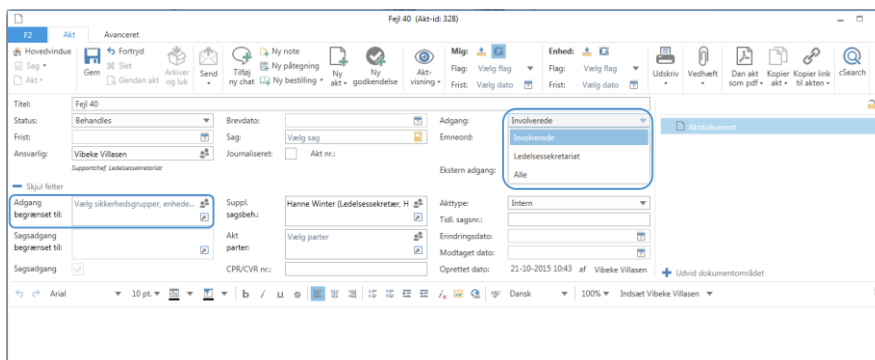 Fejl 40 (Akt-id: 328)
F2 Akt Avanceret
Hovedvindue
Sag
Akt
Gem
Fortryd
Slet
Gendan akt
Arkiver og luk
Send
Tilføj ny chat
Ny note
Ny påtegning
Ny bestilling
Ny akt
Ny godkendelse
Akt-visning
Mig:
Flag: Vælg flag
Frist: Vælg dato
Enhed:
Flag: Vælg flag
Frist: Vælg dato
Udskriv
Vedhæft
Dan akt som pdf
Kopier akt
Kopier link til akten
cSearch
Titel: Fejl 40
Status: Behandles
Brevdato:
Adgang: Involverede
Involverede
Ledelsessekretariat
Alle
Aktdokument
Frist:
Sag: Vælg sag
Emneord:
Ansvarlig: Vibeke Villasen
Supportchef, Ledelsessekretariat
Journaliseret: Akt nr.:
Ekstern adgang:
Skjul felter
Adgang begrænset til: Vælg sikkerhedsgrupper, enhede...
Suppl. sagsbeh.: Hanne Winter (Ledelsessekretær, H
Akttype: Intern
Tidl. sagsnr.:
Sagsadgang begrænset til:
Akt parter: Vælg parter
Erindringsdato:
Modtaget dato:
Sagsadgang
CPR/CVR nr.:
Oprettet dato: 21-10-2015 10:43 af Vibeke Villasen
Udvid dokumentområdet
Arial 10 pt. b i u Dansk 100% Indsæt Vibeke Villasen